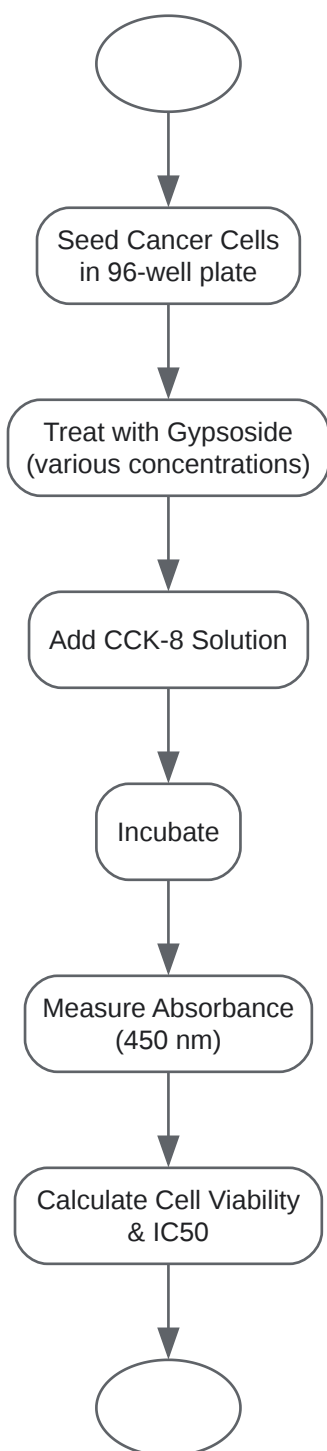 Seed Cancer Cells
in 96-well plate
Treat with Gypsoside
(various concentrations)
Add CCK-8 Solution
Incubate
Measure Absorbance
(450 nm)
Calculate Cell Viability
& IC50